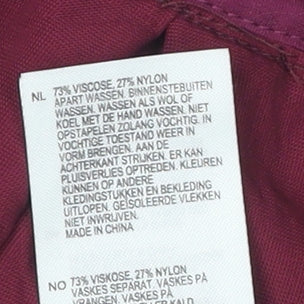 NL 73% VISCOSE, 27% NYLON
APART WASSEN. BINNENSTEBUITEN
WASSEN. WASSEN ALS WOL OF
KOEL MET DE HAND WASSEN. NIET
OPSTAPELEN ZOLANG VOCHTIG. IN
VOCHTIGE TOESTAND WEER IN
VORM BRENGEN. AAN DE
ACHTERKANT STRIJKEN. ER KAN
PLUISVERLIES OPTREDEN. KLEUREN
KUNNEN OP ANDERE
KLEDINGSTUKKEN EN BEKLEDING
UITLOPEN. GEÏSOLEERDE VLEKKEN
NIET INWRIJVEN.
MADE IN CHINA
NO 73% VISKOSE, 27% NYLON
VASKES SEPARAT. VASKES PÅ
VRANGEN.